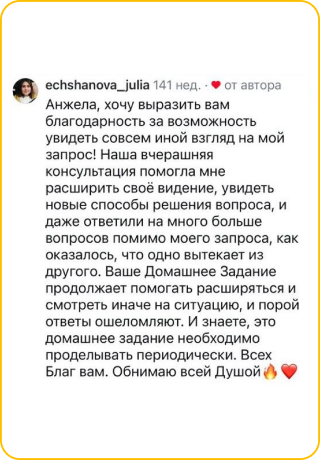 echshanova_julia 141 нед. · ❤ от автора
Анжела, хочу выразить вам
благодарность за возможность
увидеть совсем иной взгляд на мой
запрос! Наша вчерашняя
консультация помогла мне
расширить своё видение, увидеть
новые способы решения вопроса, и
даже ответили на много больше
вопросов помимо моего запроса, как
оказалось, что одно вытекает из
другого. Ваше Домашнее Задание
продолжает помогать расширяться и
смотреть иначе на ситуацию, и порой
ответы ошеломляют. И знаете, это
домашнее задание необходимо
проделывать периодически. Всех
Благ вам. Обнимаю всей Душой🔥❤️